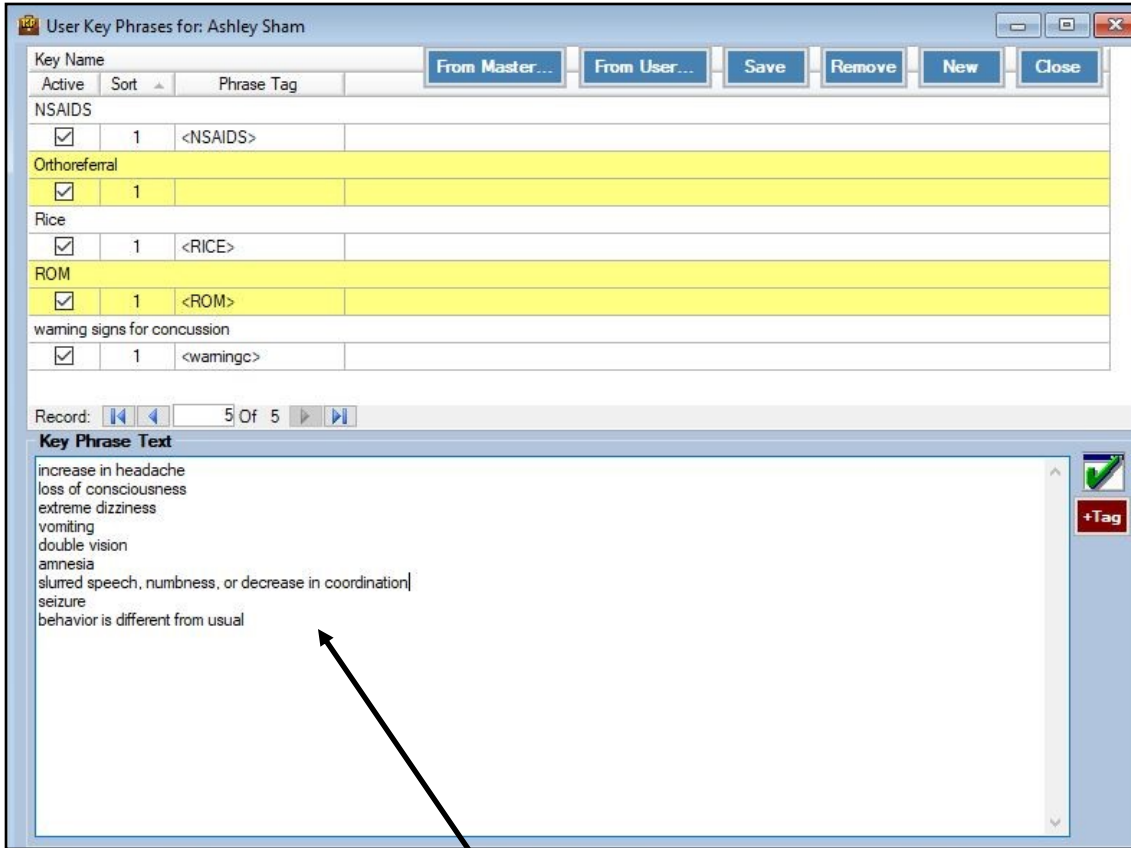 User Key Phrases for: Ashley Sham
Key Name
From Master... From User... Save Remove New Close
Active Sort Phrase Tag
NSAIDS
1 <NSAIDS>
Orthoreferral
1
Rice
1 <RICE>
ROM
1 <ROM>
warning signs for concussion
1 <warningc>
Record: 5 Of 5
Key Phrase Text
increase in headache
loss of consciousness
extreme dizziness
vomiting
double vision
amnesia
slurred speech, numbness, or decrease in coordination
seizure
behavior is different from usual
+Tag